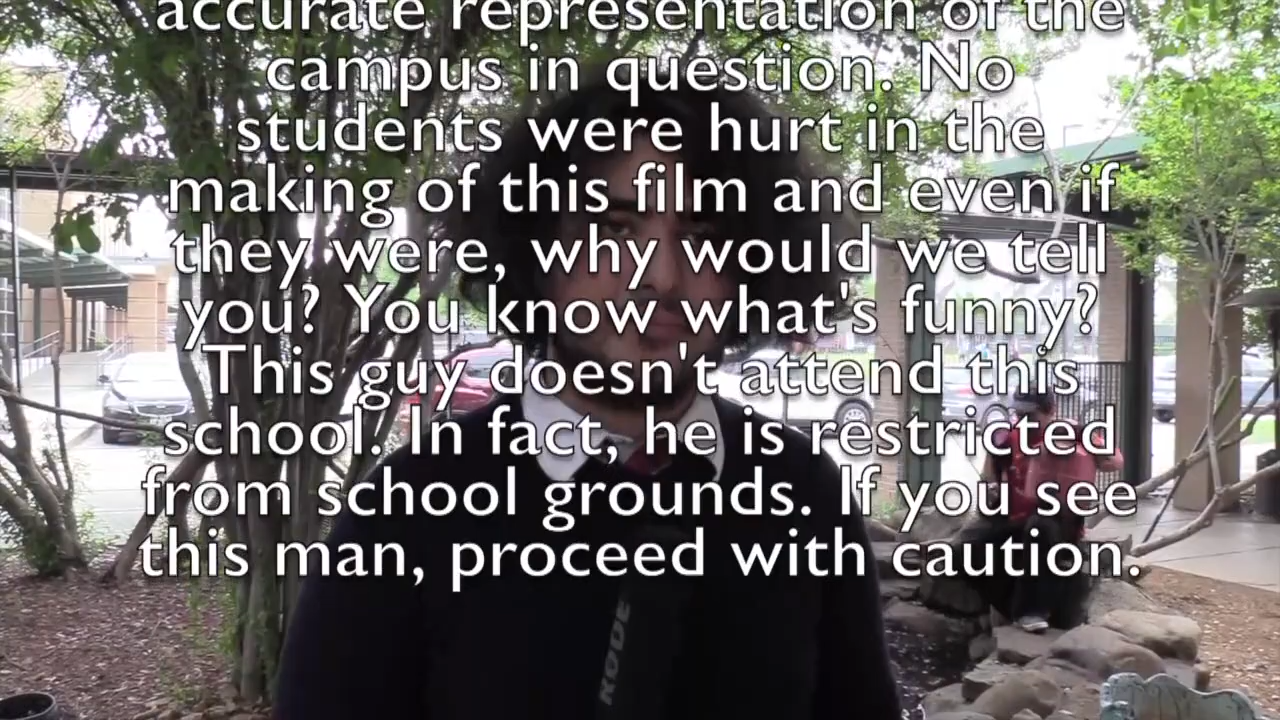 accurate representation of the
campus in question. No
students were hurt in the
making of this film and even if
they were, why would we tell
you? You know what's funny?
This guy doesn't attend this
school. In fact, he is restricted
from school grounds. If you see
this man, proceed with caution.
RODE